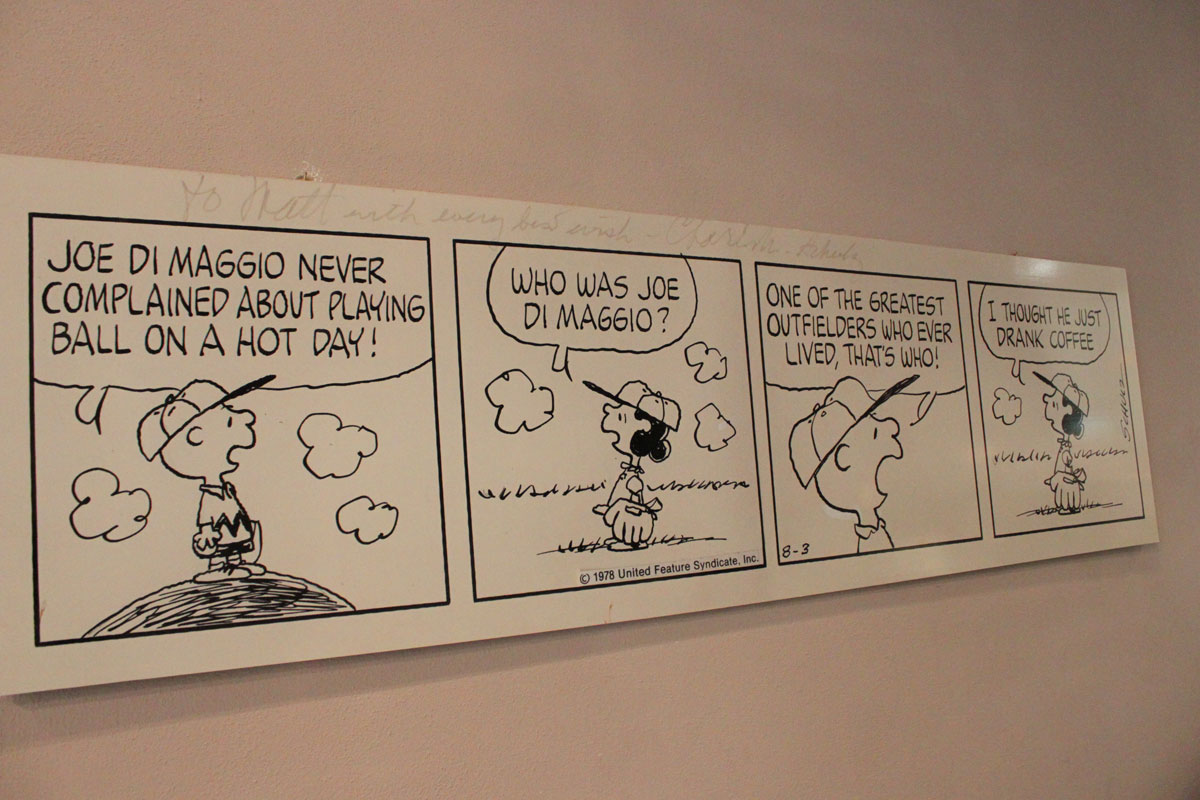 To Matt with every best wish - Charles M. Schulz
JOE DI MAGGIO NEVER
COMPLAINED ABOUT PLAYING
BALL ON A HOT DAY!
WHO WAS JOE
DI MAGGIO?
© 1978 United Feature Syndicate, Inc.
ONE OF THE GREATEST
OUTFIELDERS WHO EVER
LIVED, THAT'S WHO!
8-3
I THOUGHT HE JUST
DRANK COFFEE
SCHULZ